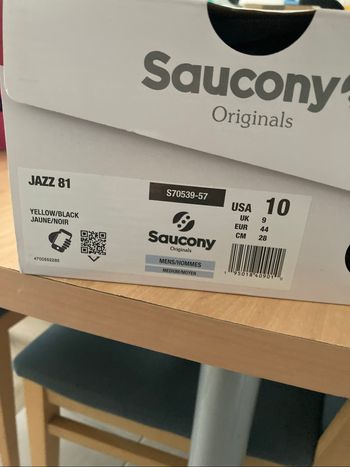 Saucony
Originals
JAZZ 81
S70539-57
USA 10
UK 9
EUR 44
CM 28
YELLOW/BLACK
JAUNE/NOIR
Saucony
Originals
MENS/HOMMES
MEDIUM/MOYEN